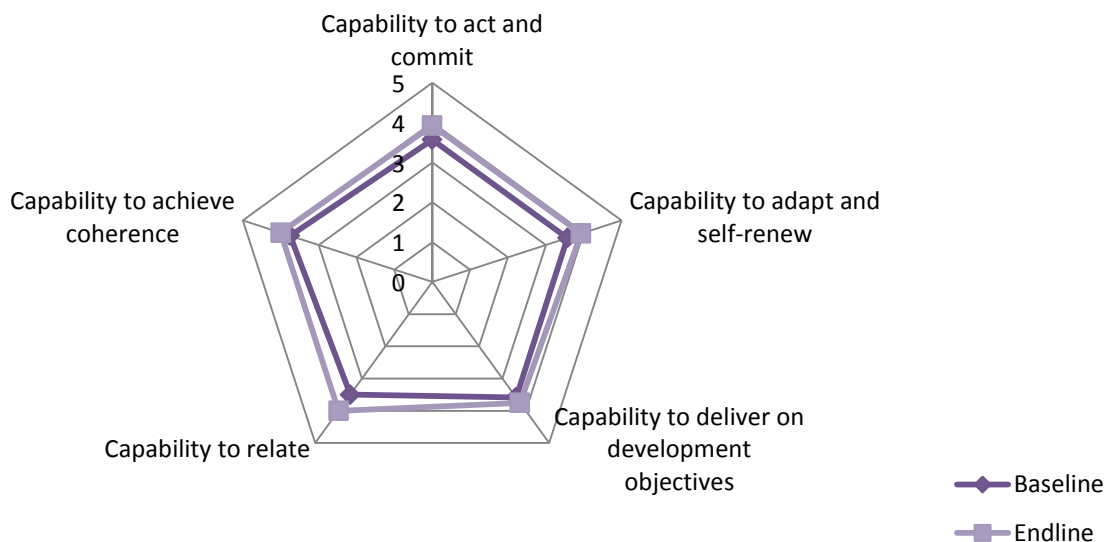 Capability to act and
commit
5
4
3
2
1
0
Capability to adapt and
self-renew
Capability to deliver on
development
objectives
Capability to relate
Capability to achieve
coherence
Baseline
Endline